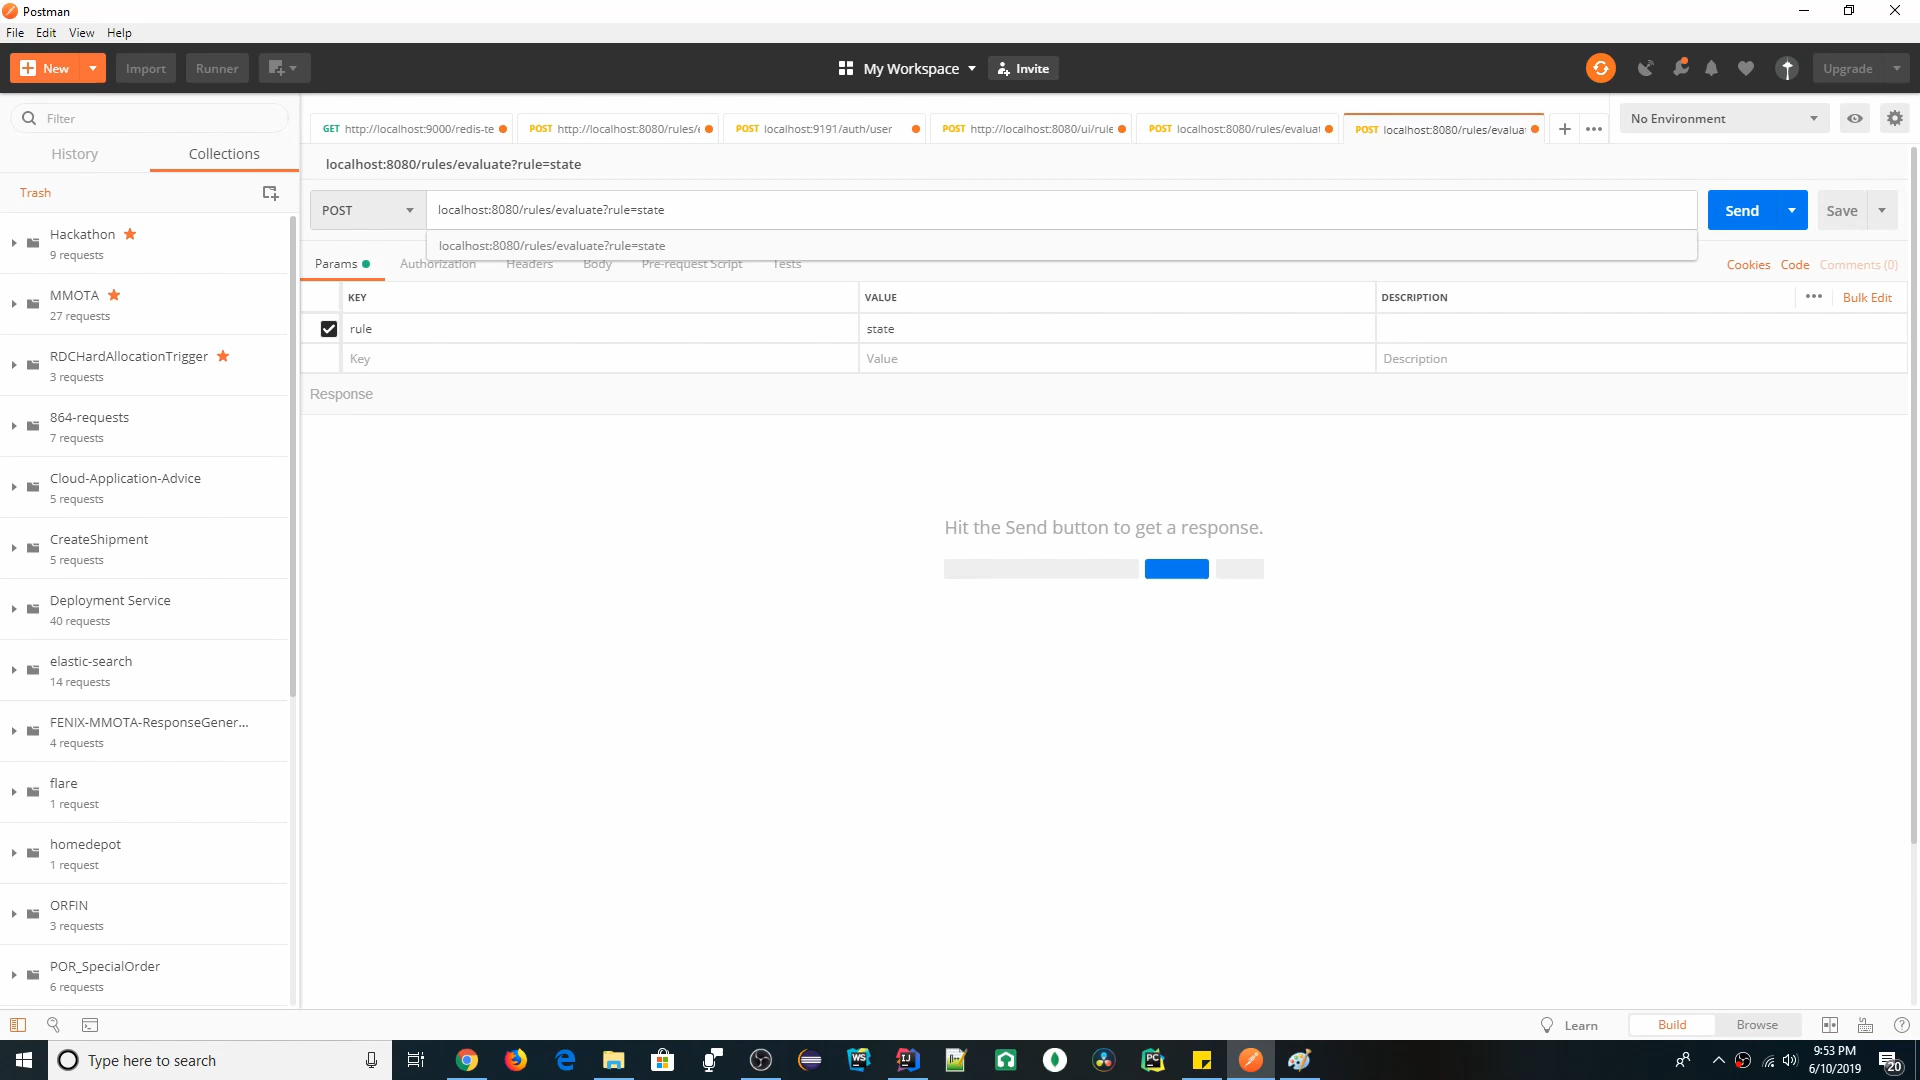 Postman
File Edit View Help
New Import Runner My Workspace Invite Upgrade
Filter
History Collections
Trash
Hackathon
9 requests
MMOTA
27 requests
RDCHardAllocationTrigger
3 requests
864-requests
7 requests
Cloud-Application-Advice
5 requests
CreateShipment
5 requests
Deployment Service
40 requests
elastic-search
14 requests
FENIX-MMOTA-ResponseGener...
4 requests
flare
1 request
homedepot
1 request
ORFIN
3 requests
POR_SpecialOrder
6 requests
GET http://localhost:9000/redis-te POST http://localhost:8080/rules/e POST localhost:9191/auth/user POST http://localhost:8080/ui/rule POST localhost:8080/rules/evaluat POST localhost:8080/rules/evalua No Environment
localhost:8080/rules/evaluate?rule=state
POST localhost:8080/rules/evaluate?rule=state Send Save
localhost:8080/rules/evaluate?rule=state
Params Authorization Headers Body Pre-request Script Tests Cookies Code Comments (0)
KEY VALUE DESCRIPTION Bulk Edit
rule state
Key Value Description
Response
Hit the Send button to get a response.
Learn Build Browse
Type here to search
WS IJ PC
9:53 PM
6/10/2019
20